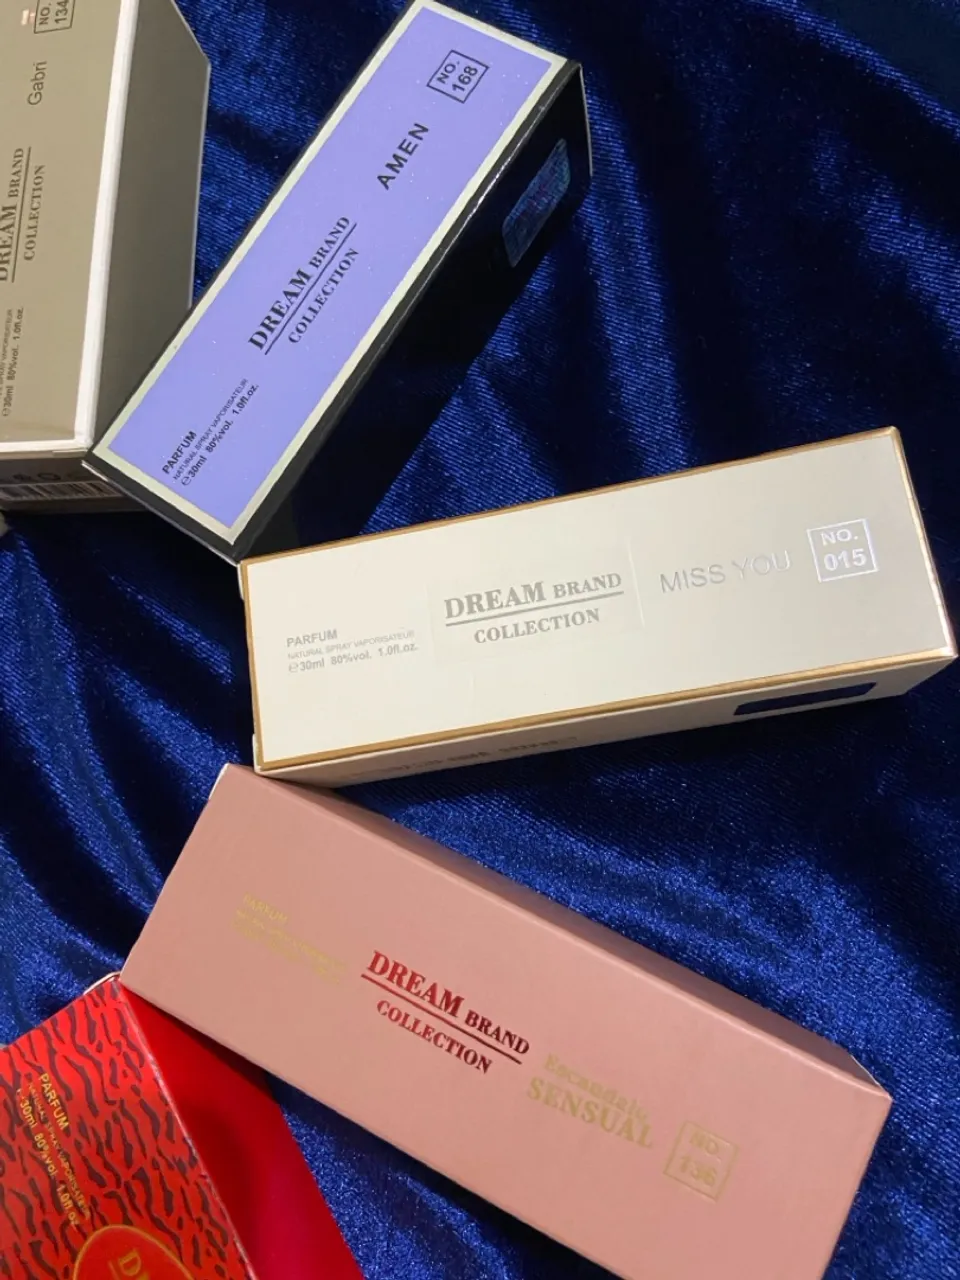 NO.
134
Gabri
DREAM BRAND
COLLECTION
℮30ml 80%vol. 1.0fl.oz.
NO.
168
AMEN
DREAM BRAND
COLLECTION
PARFUM
NATURAL SPRAY VAPORISATEUR
℮30ml 80%vol. 1.0fl.oz.
NO.
015
MISS YOU
DREAM BRAND
COLLECTION
PARFUM
NATURAL SPRAY VAPORISATEUR
℮30ml 80%vol. 1.0fl.oz.
PARFUM
DREAM BRAND
COLLECTION
SENSUAL
NO
136
PARFUM
NATURAL SPRAY VAPORISATEUR
30ml 80%vol. 1.0fl.oz